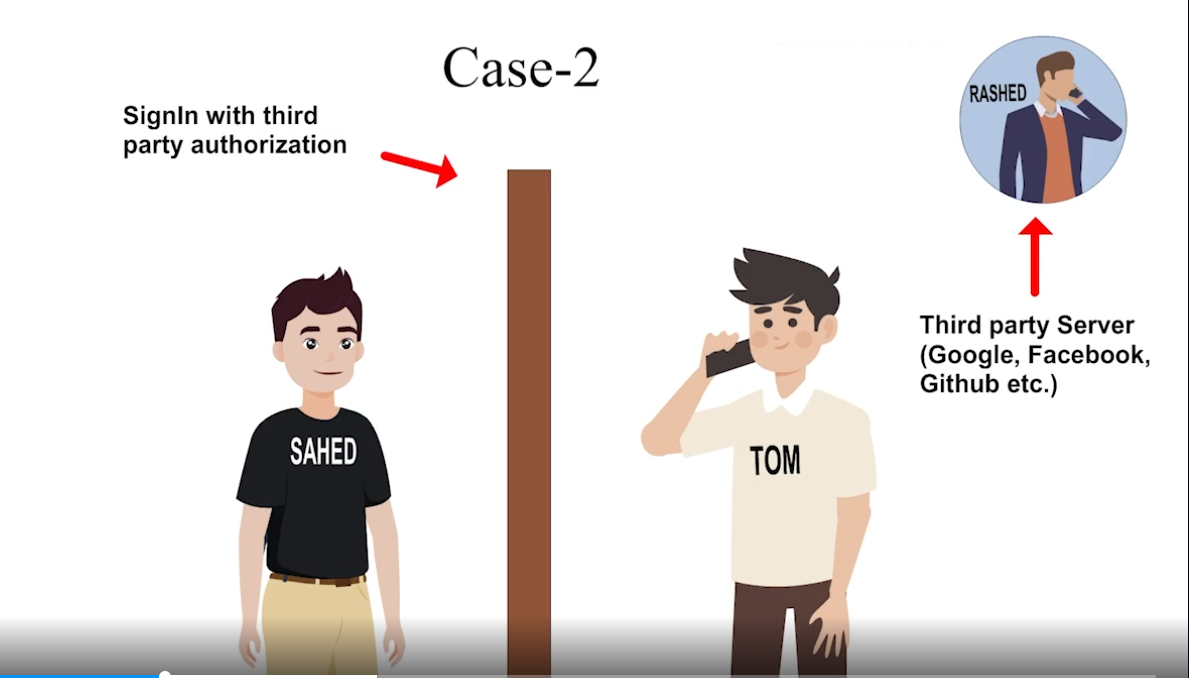 Case-2
SignIn with third
party authorization
RASHED
Third party Server
(Google, Facebook,
Github etc.)
SAHED
TOM